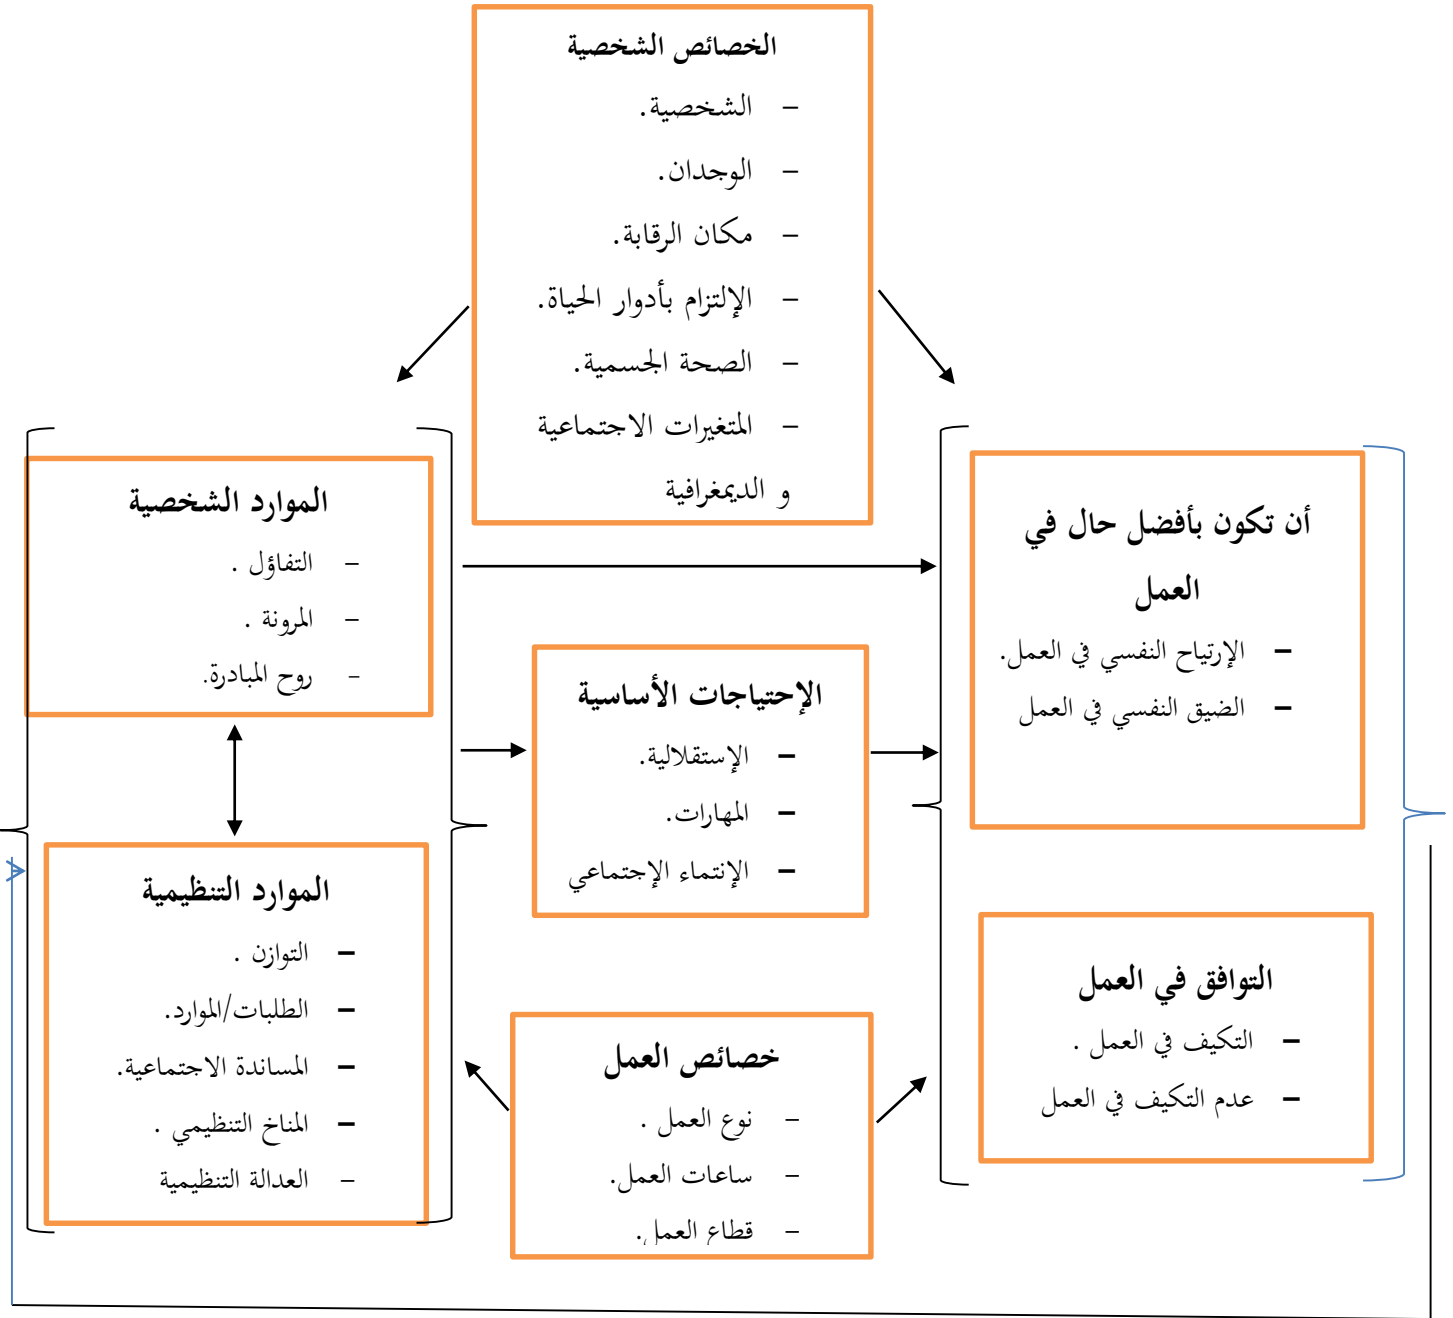 الخصائص الشخصية
– الشخصية.
– الوجدان.
– مكان الرقابة.
– الإلتزام بأدوار الحياة.
– الصحة الجسمية.
– المتغيرات الاجتماعية
و الديمغرافية
أن تكون بأفضل حال في
العمل
– الإرتياح النفسي في العمل.
– الضيق النفسي في العمل
الموارد الشخصية
– التفاؤل .
– المرونة .
– روح المبادرة.
الإحتياجات الأساسية
– الإستقلالية.
– المهارات.
– الإنتماء الإجتماعي
الموارد التنظيمية
– التوازن .
– الطلبات/الموارد.
– المساندة الاجتماعية.
– المناخ التنظيمي .
– العدالة التنظيمية
التوافق في العمل
– التكيف في العمل .
– عدم التكيف في العمل
خصائص العمل
– نوع العمل .
– ساعات العمل.
– قطاع العمل.